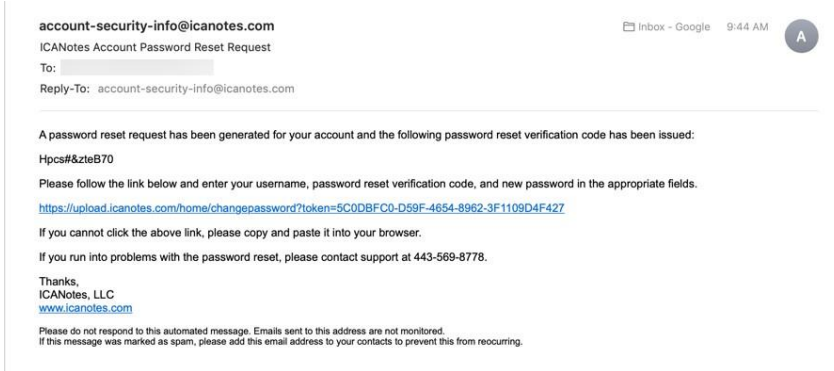 account-security-info@icanotes.com
Inbox - Google 9:44 AM
A
ICANotes Account Password Reset Request
To:
Reply-To: account-security-info@icanotes.com
A password reset request has been generated for your account and the following password reset verification code has been issued:
Hpcs#&zteB70
Please follow the link below and enter your username, password reset verification code, and new password in the appropriate fields.
https://upload.icanotes.com/home/changepassword?token=5C0DBFC0-D59F-4654-8962-3F1109D4F427
If you cannot click the above link, please copy and paste it into your browser.
If you run into problems with the password reset, please contact support at 443-569-8778.
Thanks,
ICANotes, LLC
www.icanotes.com
Please do not respond to this automated message. Emails sent to this address are not monitored.
If this message was marked as spam, please add this email address to your contacts to prevent this from reocurring.